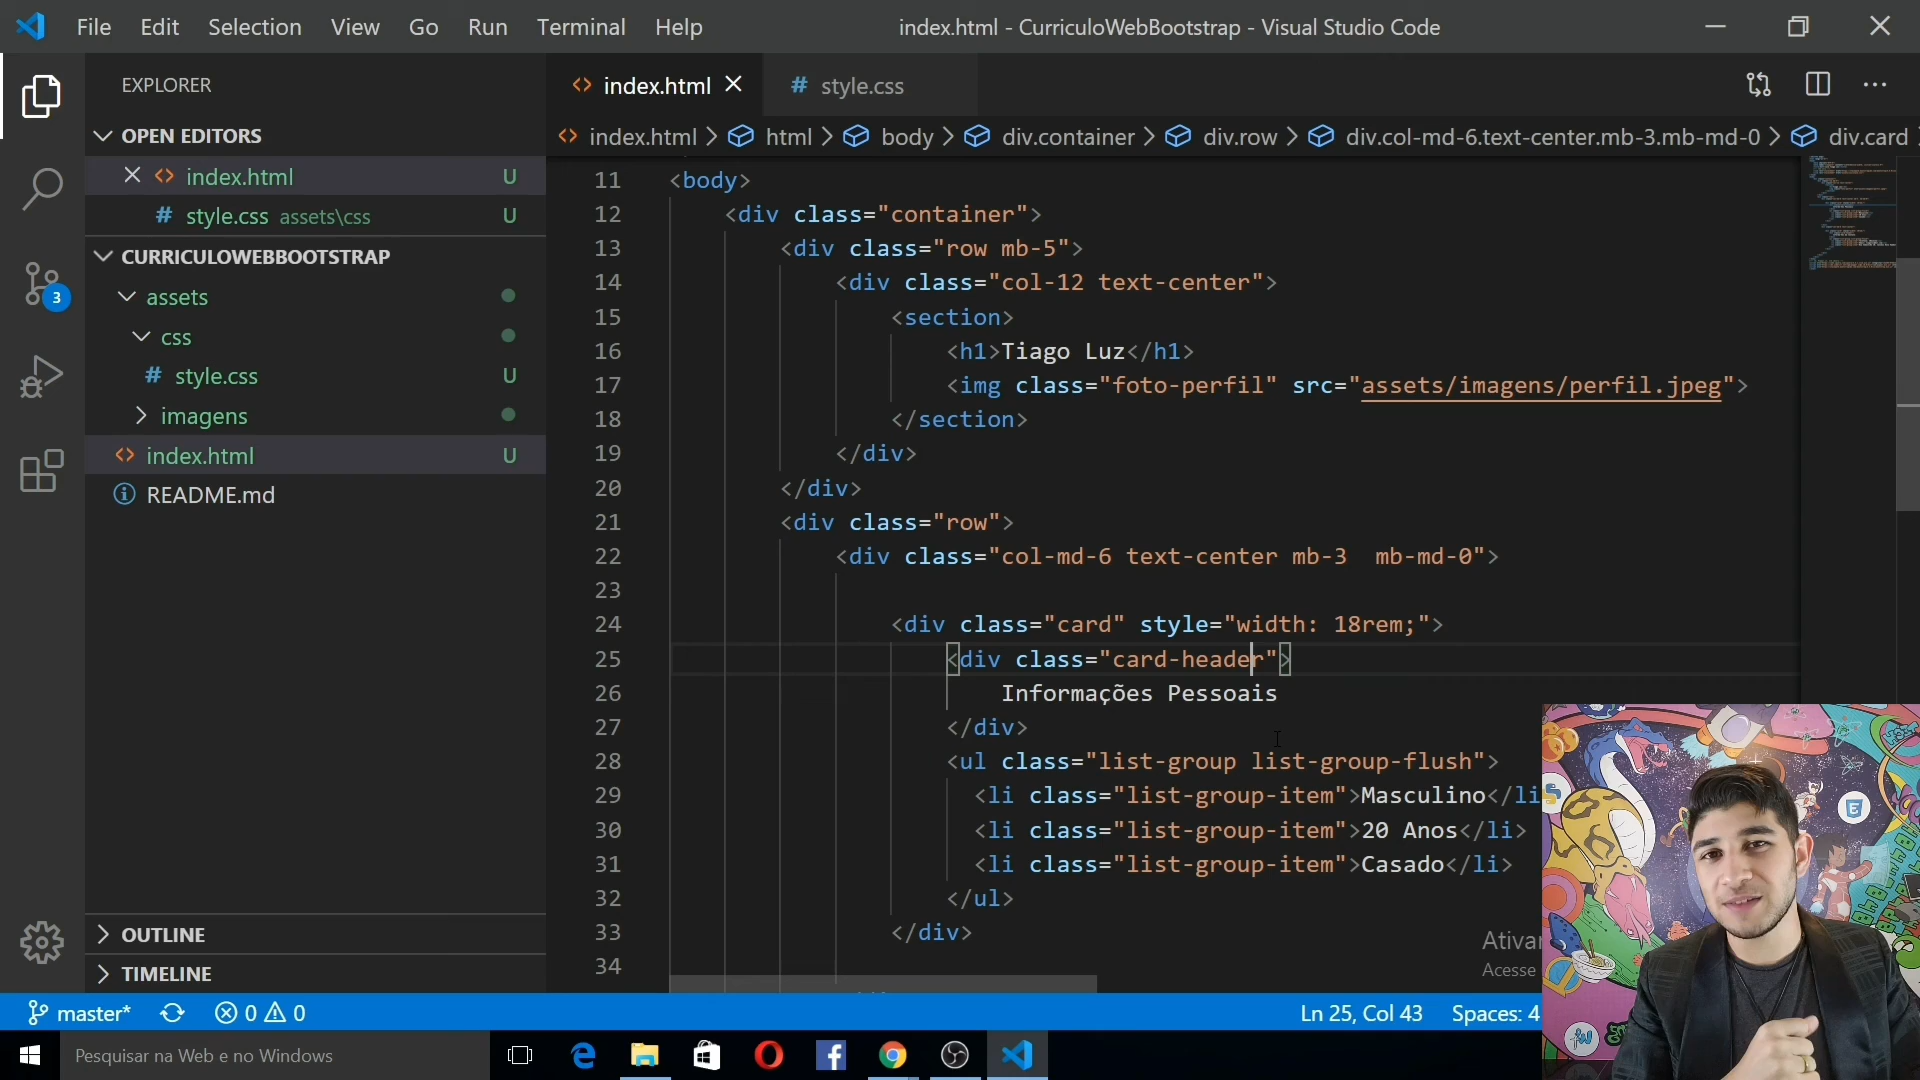 File Edit Selection View Go Run Terminal Help
index.html - CurriculoWebBootstrap - Visual Studio Code
EXPLORER
OPEN EDITORS
index.html U
style.css assets\css U
CURRICULOWEBBOOTSTRAP
assets
css
style.css U
imagens
index.html U
README.md
OUTLINE
TIMELINE
3
index.html
style.css
index.html > html > body > div.container > div.row > div.col-md-6.text-center.mb-3.mb-md-0 > div.card
11 <body>
12 <div class="container">
13 <div class="row mb-5">
14 <div class="col-12 text-center">
15 <section>
16 <h1>Tiago Luz</h1>
17 <img class="foto-perfil" src="assets/imagens/perfil.jpeg">
18 </section>
19 </div>
20 </div>
21 <div class="row">
22 <div class="col-md-6 text-center mb-3  mb-md-0">
23
24 <div class="card" style="width: 18rem;">
25 <div class="card-header">
26 Informações Pessoais
27 </div>
28 <ul class="list-group list-group-flush">
29 <li class="list-group-item">Masculino</li
30 <li class="list-group-item">20 Anos</li>
31 <li class="list-group-item">Casado</li>
32 </ul>
33 </div>
34
Ativa
Acesse
master* 0 0
Ln 25, Col 43 Spaces: 4
Pesquisar na Web e no Windows